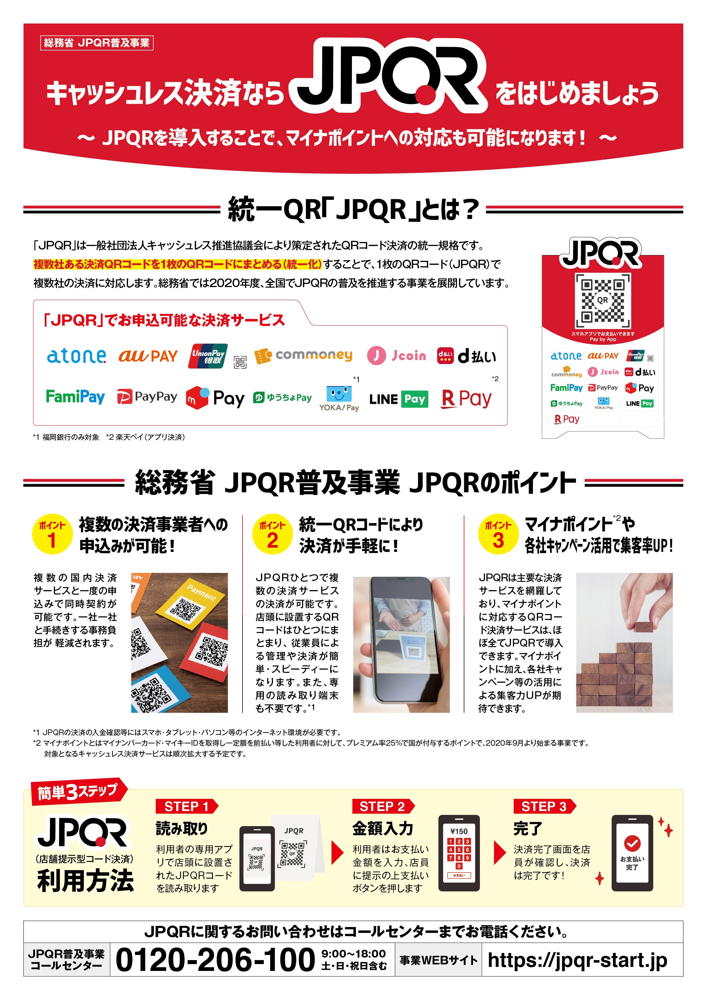 総務省 JPQR普及事業
キャッシュレス決済なら JPQR をはじめましょう
～ JPQRを導入することで、マイナポイントへの対応も可能になります！ ～
統一QR「JPQR」とは？
「JPQR」は一般社団法人キャッシュレス推進協議会により策定されたQRコード決済の統一規格です。
複数社ある決済QRコードを1枚のQRコードにまとめる（統一化）することで、1枚のQRコード（JPQR）で
複数社の決済に対応します。総務省では2020年度、全国でJPQRの普及を推進する事業を展開しています。
「JPQR」でお申込可能な決済サービス
atone au PAY UnionPay 银联 commoney J Jcoin d払い d払い
FamiPay PayPay m Pay ゆ ゆうちょPay YOKA!Pay *1 LINE Pay R Pay *2
*1 福岡銀行のみ対象 *2 楽天ペイ（アプリ決済）
JPQR
QR
スマホアプリでお支払いできます
Pay by App
atone au PAY UnionPay 银联
commoney J Jcoin d払い d払い
FamiPay PayPay m Pay
ゆ ゆうちょPay YOKA!Pay LINE Pay
R Pay
総務省 JPQR普及事業 JPQRのポイント
ポイント
1
複数の決済事業者への
申込みが可能！
複数の国内決済
サービスと一度の申
込みで同時契約が
可能です。一社一社
と手続きする事務負
担が 軽減されます。
ay
Payment
ポイント
2
統一QRコードにより
決済が手軽に！
JPQRひとつで複
数の決済サービス
の決済が可能です。
店頭に設置するQR
コードはひとつにま
とまり、従業員によ
る管理や決済が簡
単・スピーディーに
なります。また、専
用の読み取り端末
も不要です。*1
ポイント
3
マイナポイント*2や
各社キャンペーン活用で集客率UP！
JPQRは主要な決済
サービスを網羅して
おり、マイナポイント
に対応するQRコー
ド決済サービスは、ほ
ぼ全てJPQRで導入
できます。マイナポイ
ントに加え、各社キャ
ンペーン等の活用に
よる集客力UPが期
待できます。
*1 JPQRの決済の入金確認等にはスマホ・タブレット・パソコン等のインターネット環境が必要です。
*2 マイナポイントとはマイナンバーカード・マイキーIDを取得し一定額を前払い等した利用者に対して、プレミアム率25%で国が付与するポイントで、2020年9月より始まる事業です。
対象となるキャッシュレス決済サービスは順次拡大する予定です。
簡単3ステップ
JPQR
（店舗提示型コード決済）
利用方法
STEP 1
読み取り
利用者の専用アプ
リで店頭に設置さ
れたJPQRコード
を読み取ります
JPQR
QR
JPQR
QR
STEP 2
金額入力
利用者はお支払い
金額を入力、店員
に提示の上支払い
ボタンを押します
¥150
1 2 3
4 5 6
7 8 9
0
お支払い
STEP 3
完了
決済完了画面を店
員が確認し、決済
は完了です！
お支払い
完了
JPQRに関するお問い合わせはコールセンターまでお電話ください。
JPQR普及事業
コールセンター
0120-206-100
9:00～18:00
土・日・祝日含む
事業WEBサイト
https://jpqr-start.jp